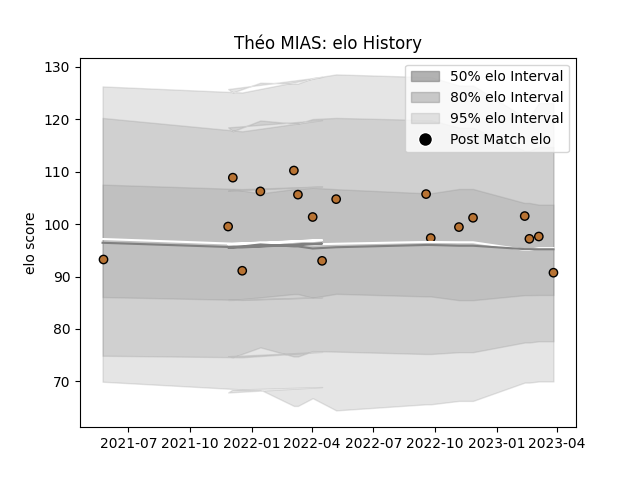 Théo MIAS: elo History
130
120
110
100
90
80
70
elo score
50% elo Interval
80% elo Interval
95% elo Interval
Post Match elo
2021-07 2021-10 2022-01 2022-04 2022-07 2022-10 2023-01 2023-04